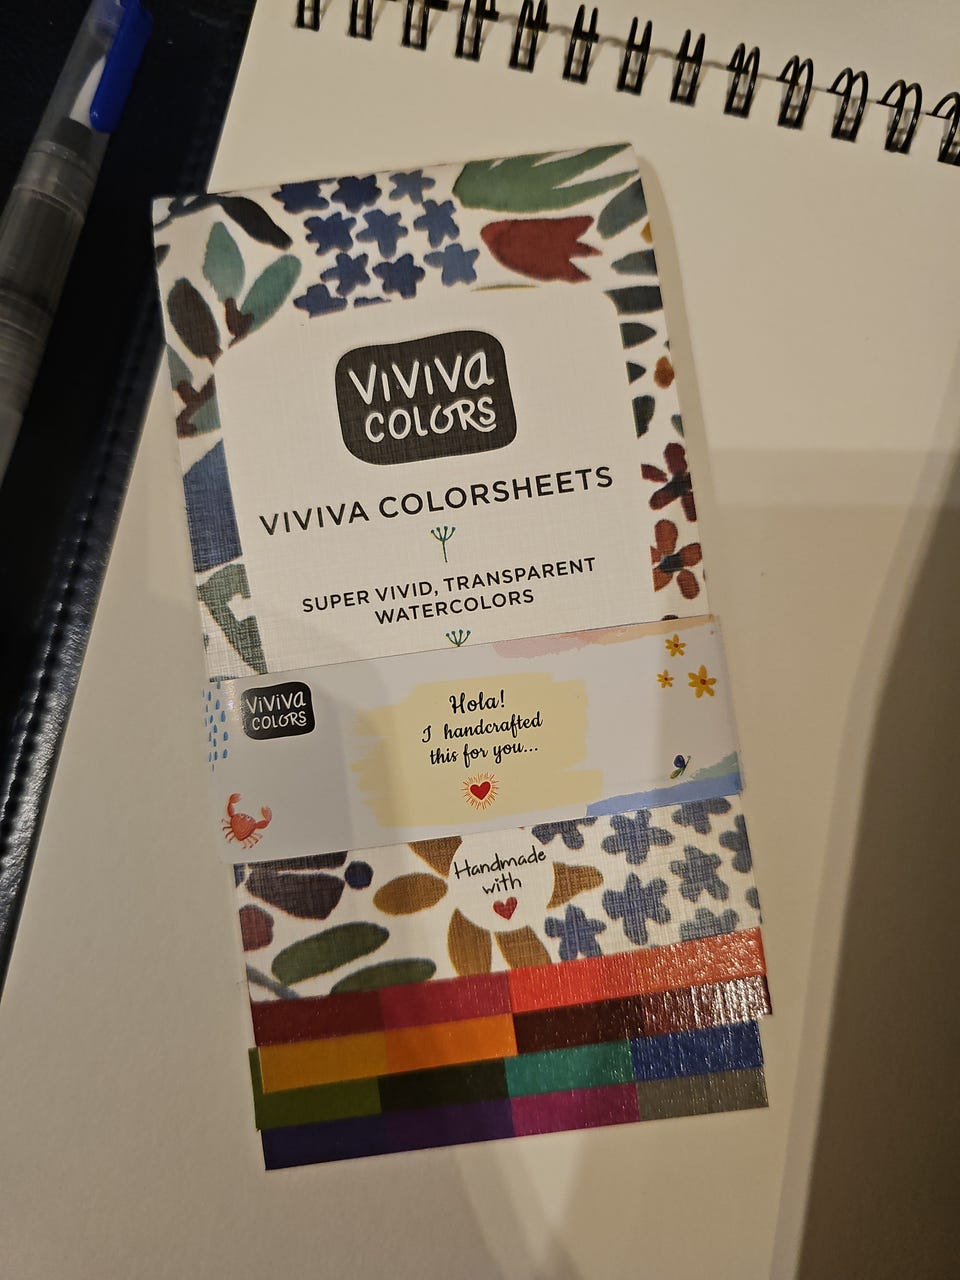 VIVIVA
COLORS
VIVIVA COLORSHEETS
SUPER VIVID, TRANSPARENT
WATERCOLORS
VIVIVA
COLORS
Hola!
I handcrafted
this for you...
Handmade
with